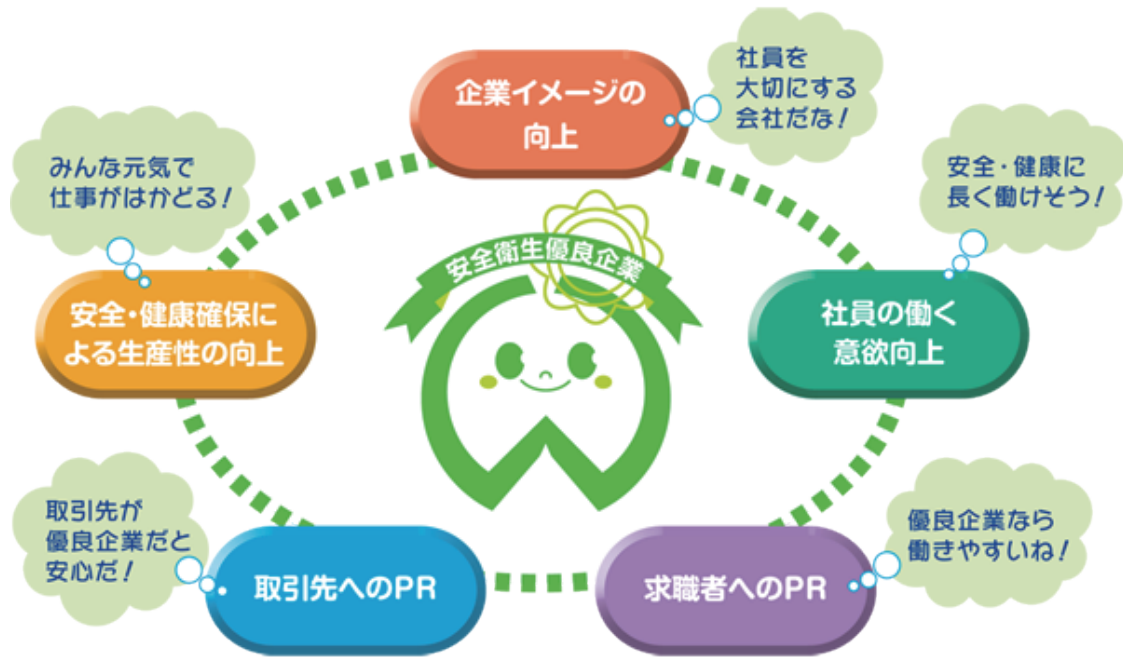 企業イメージの
向上
社員を
大切にする
会社だな!
みんな元気で
仕事がはかどる!
安全・健康に
長く働けそう!
安全衛生優良企業
安全・健康確保に
よる生産性の向上
社員の働く
意欲向上
取引先が
優良企業だと
安心だ!
取引先へのPR
求職者へのPR
優良企業なら
働きやすいね!